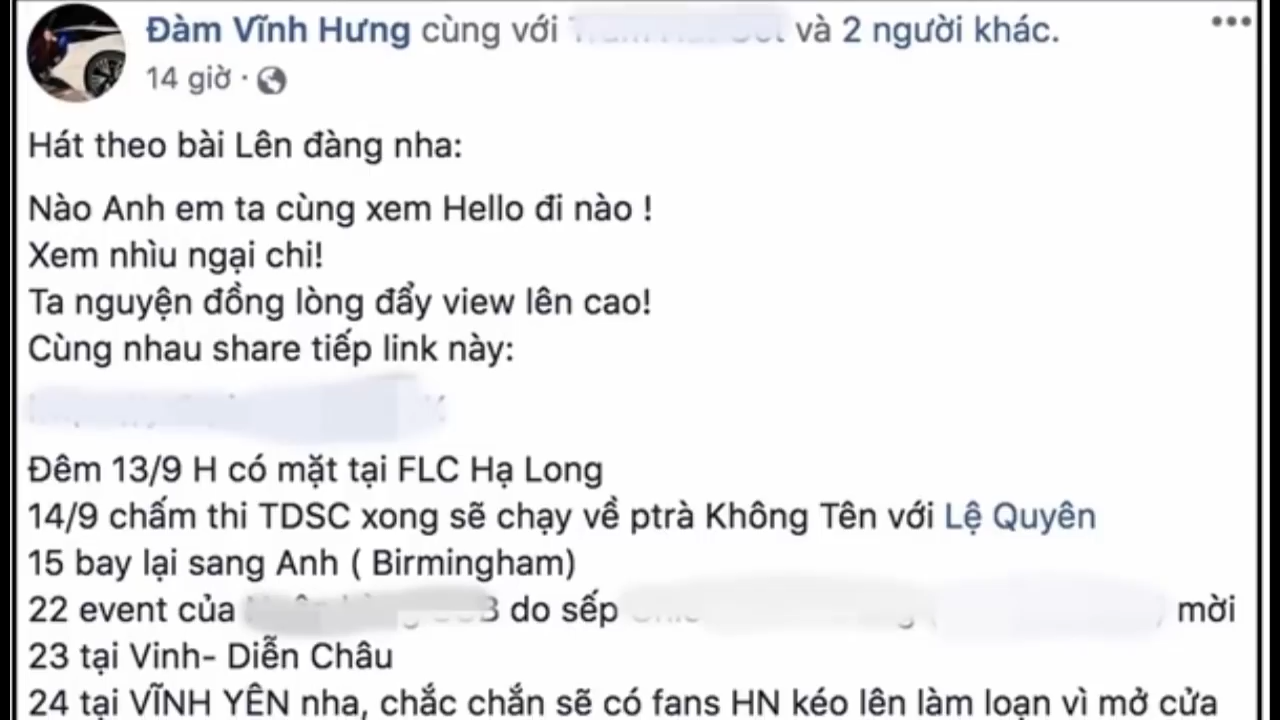 Đàm Vĩnh Hưng cùng với và 2 người khác.
14 giờ ·
Hát theo bài Lên đàng nha:
Nào Anh em ta cùng xem Hello đi nào !
Xem nhìu ngại chi!
Ta nguyện đồng lòng đẩy view lên cao!
Cùng nhau share tiếp link này:
Đêm 13/9 H có mặt tại FLC Hạ Long
14/9 chấm thi TDSC xong sẽ chạy về ptrà Không Tên với Lệ Quyên
15 bay lại sang Anh ( Birmingham)
22 event của do sếp mời
23 tại Vinh- Diễn Châu
24 tại VĨNH YÊN nha, chắc chắn sẽ có fans HN kéo lên làm loạn vì mở cửa